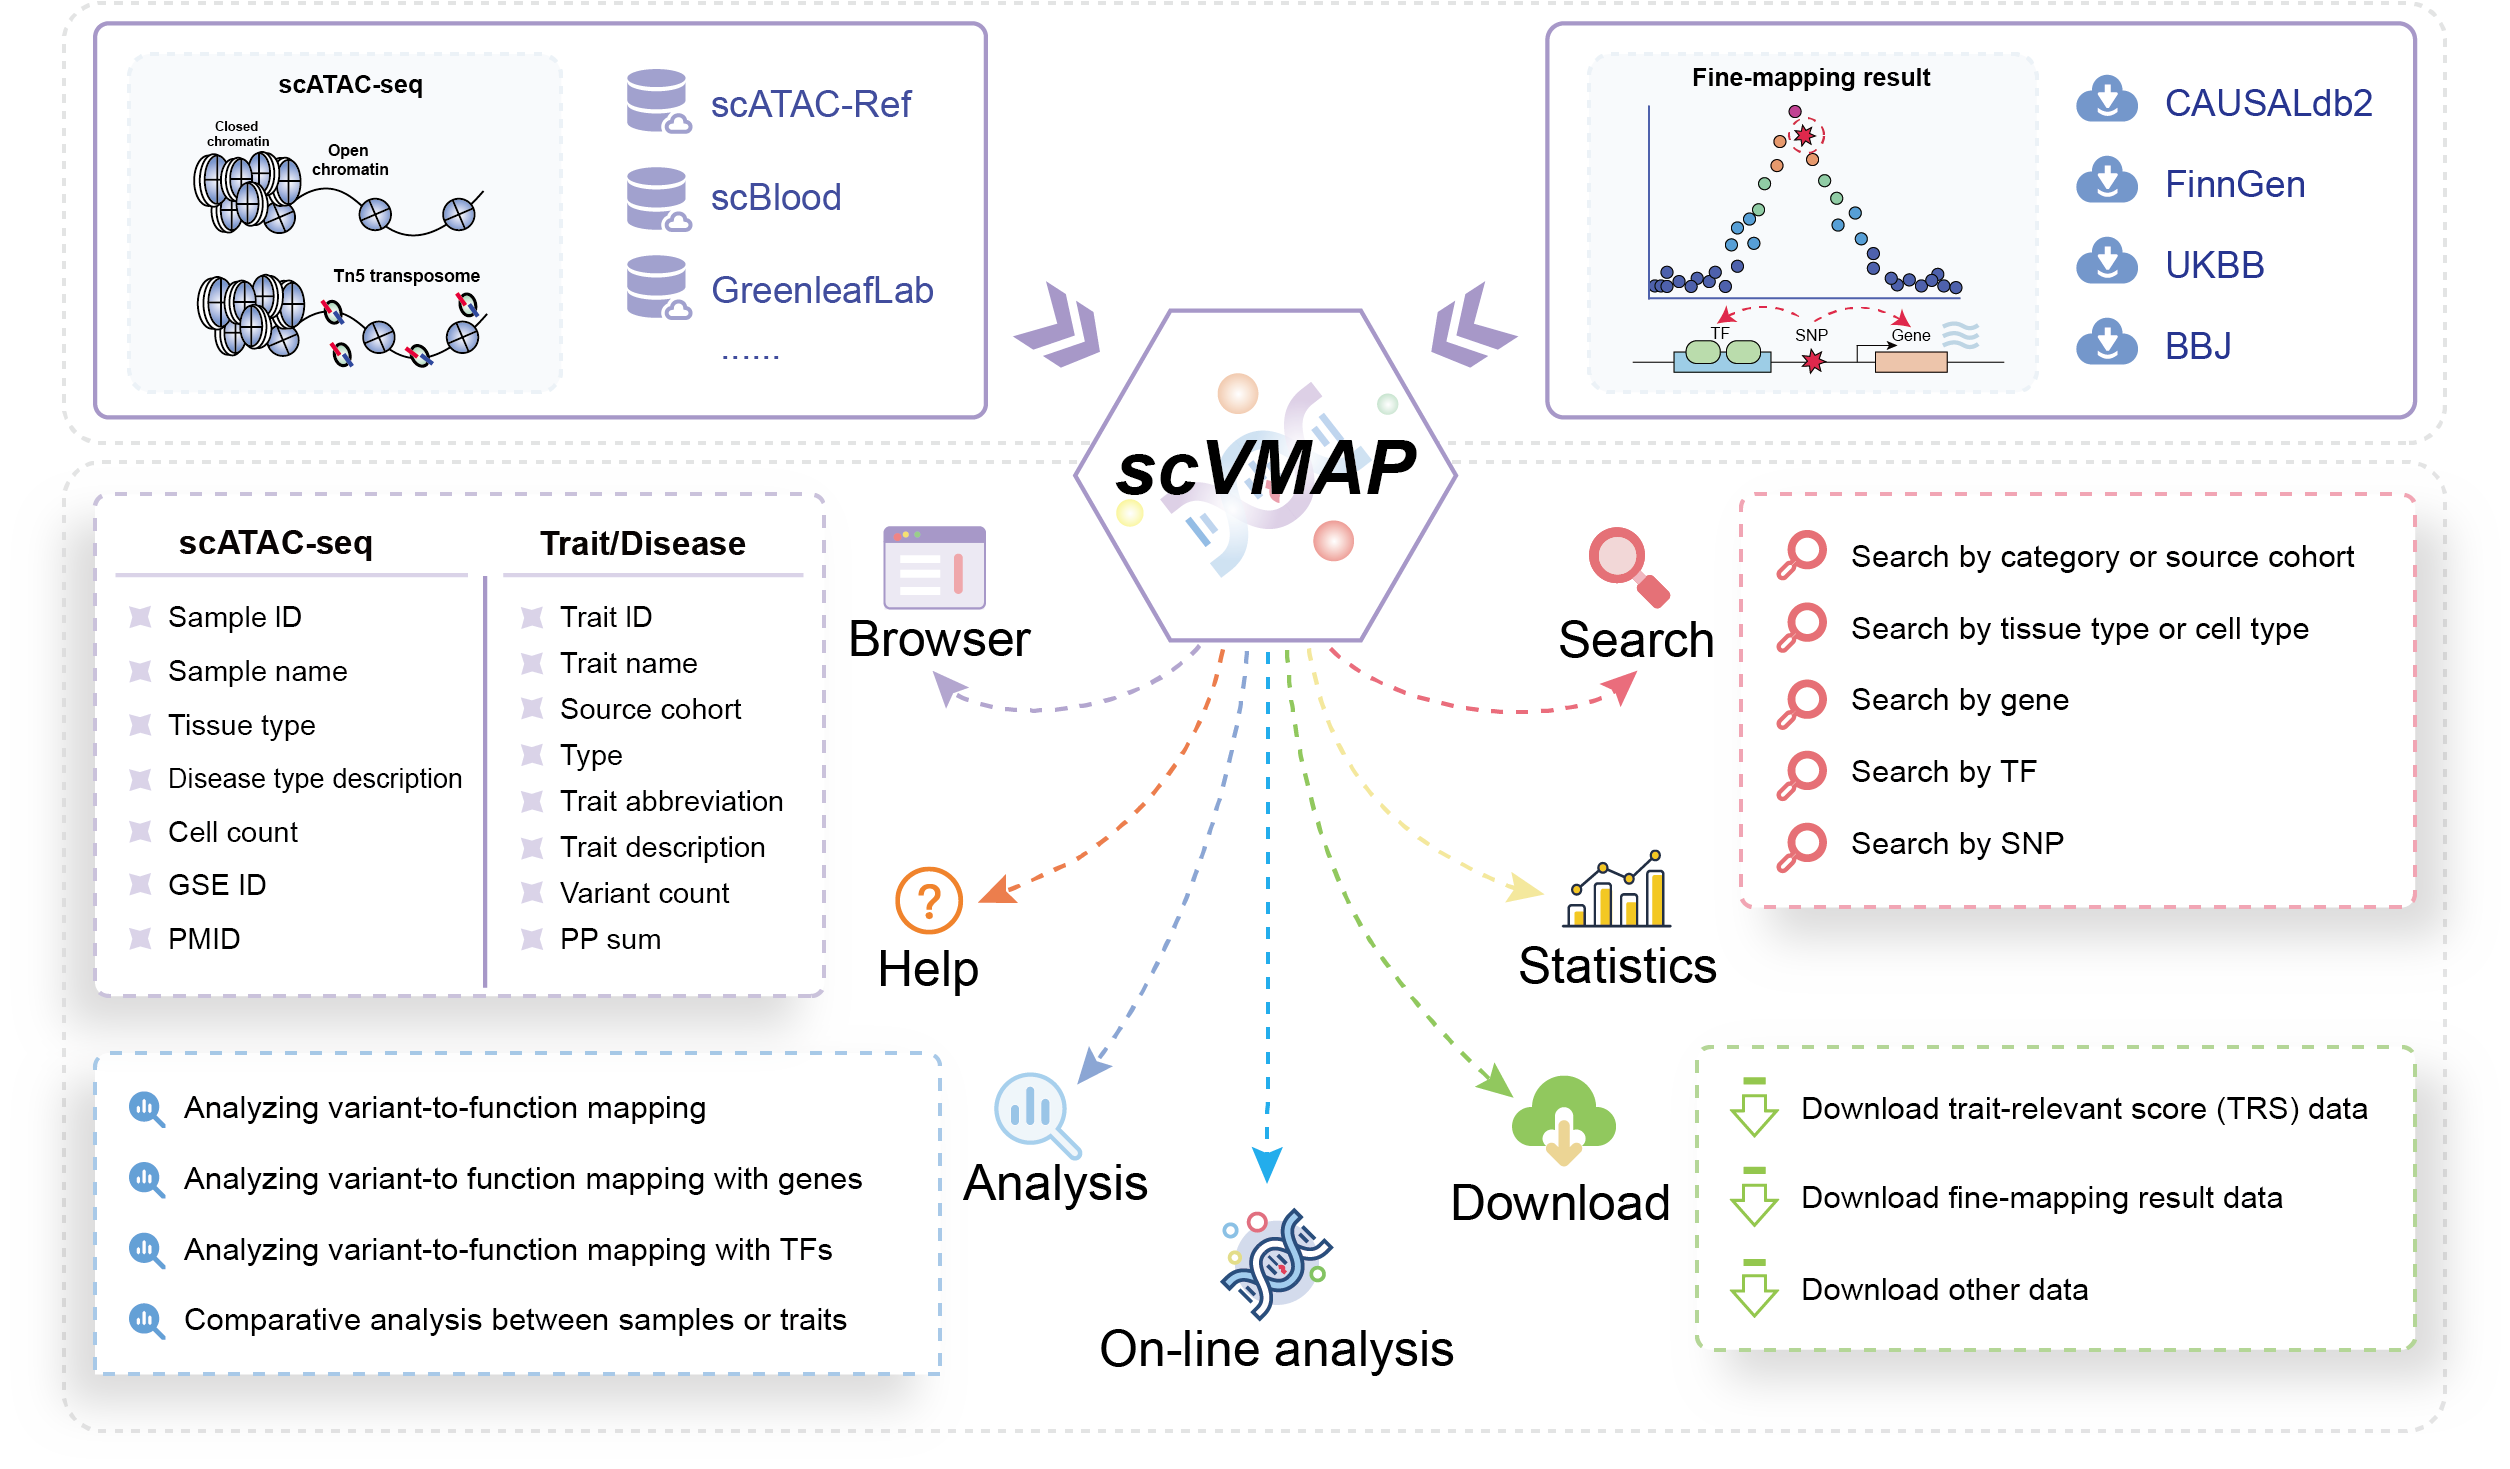 scATAC-seq
Closed
chromatin
Open
chromatin
Tn5 transposome
scATAC-Ref
scBlood
GreenleafLab
......
Fine-mapping result
TF
SNP
Gene
CAUSALdb2
FinnGen
UKBB
BBJ
scVMAP
scATAC-seq
Sample ID
Sample name
Tissue type
Disease type description
Cell count
GSE ID
PMID
Trait/Disease
Trait ID
Trait name
Source cohort
Type
Trait abbreviation
Trait description
Variant count
PP sum
Browser
Search
Search by category or source cohort
Search by tissue type or cell type
Search by gene
Search by TF
Search by SNP
Help
Statistics
Analyzing variant-to-function mapping
Analyzing variant-to function mapping with genes
Analyzing variant-to-function mapping with TFs
Comparative analysis between samples or traits
Analysis
On-line analysis
Download
Download trait-relevant score (TRS) data
Download fine-mapping result data
Download other data